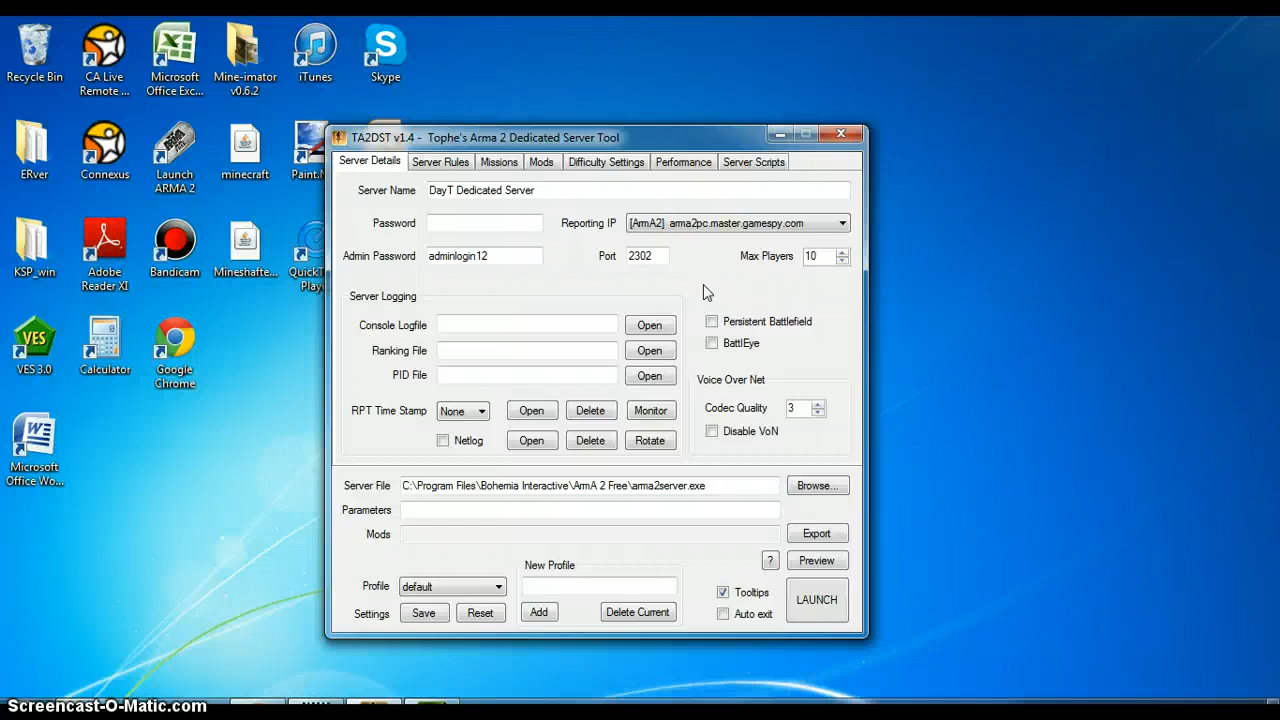 Recycle Bin
CA Live
Remote ...
Microsoft
Office Exc...
Mine-imator
v0.6.2
iTunes
Skype
ERver
Connexus
Launch
ARMA 2
minecraft
Paint.N
KSP_win
Adobe
Reader XI
Bandicam
Mineshafte...
QuickT
Play
VES
VES 3.0
Calculator
Google
Chrome
Microsoft
Office Wo...
TA2DST v1.4 - Tophe's Arma 2 Dedicated Server Tool
Server Details Server Rules Missions Mods Difficulty Settings Performance Server Scripts
Server Name DayT Dedicated Server
Password Reporting IP [ArmA2] arma2pc.master.gamespy.com
Admin Password adminlogin12 Port 2302 Max Players 10
Server Logging
Console Logfile Open Persistent Battlefield
Ranking File Open BattlEye
PID File Open
Voice Over Net
RPT Time Stamp None Open Delete Monitor Codec Quality 3
Netlog Open Delete Rotate Disable VoN
Server File C:\Program Files\Bohemia Interactive\ArmA 2 Free\arma2server.exe Browse...
Parameters
Mods Export
New Profile ? Preview
Profile default Tooltips LAUNCH
Settings Save Reset Add Delete Current Auto exit
Screencast-O-Matic.com